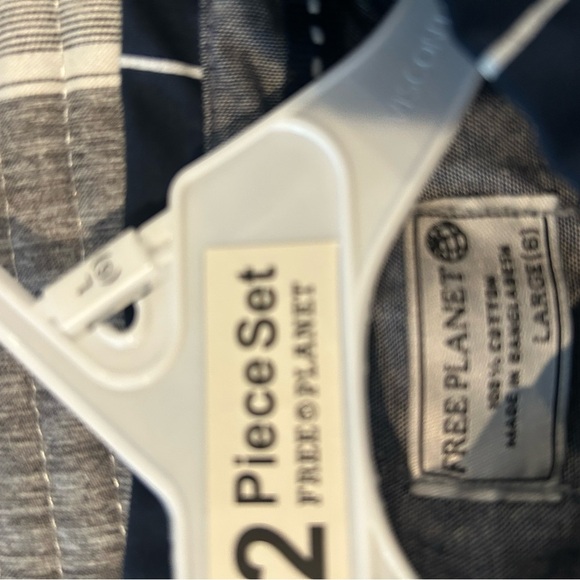 2 Piece Set
FREE PLANET
FREE PLANET
100% COTTON
MADE IN BANGLADESH
LARGE (6)